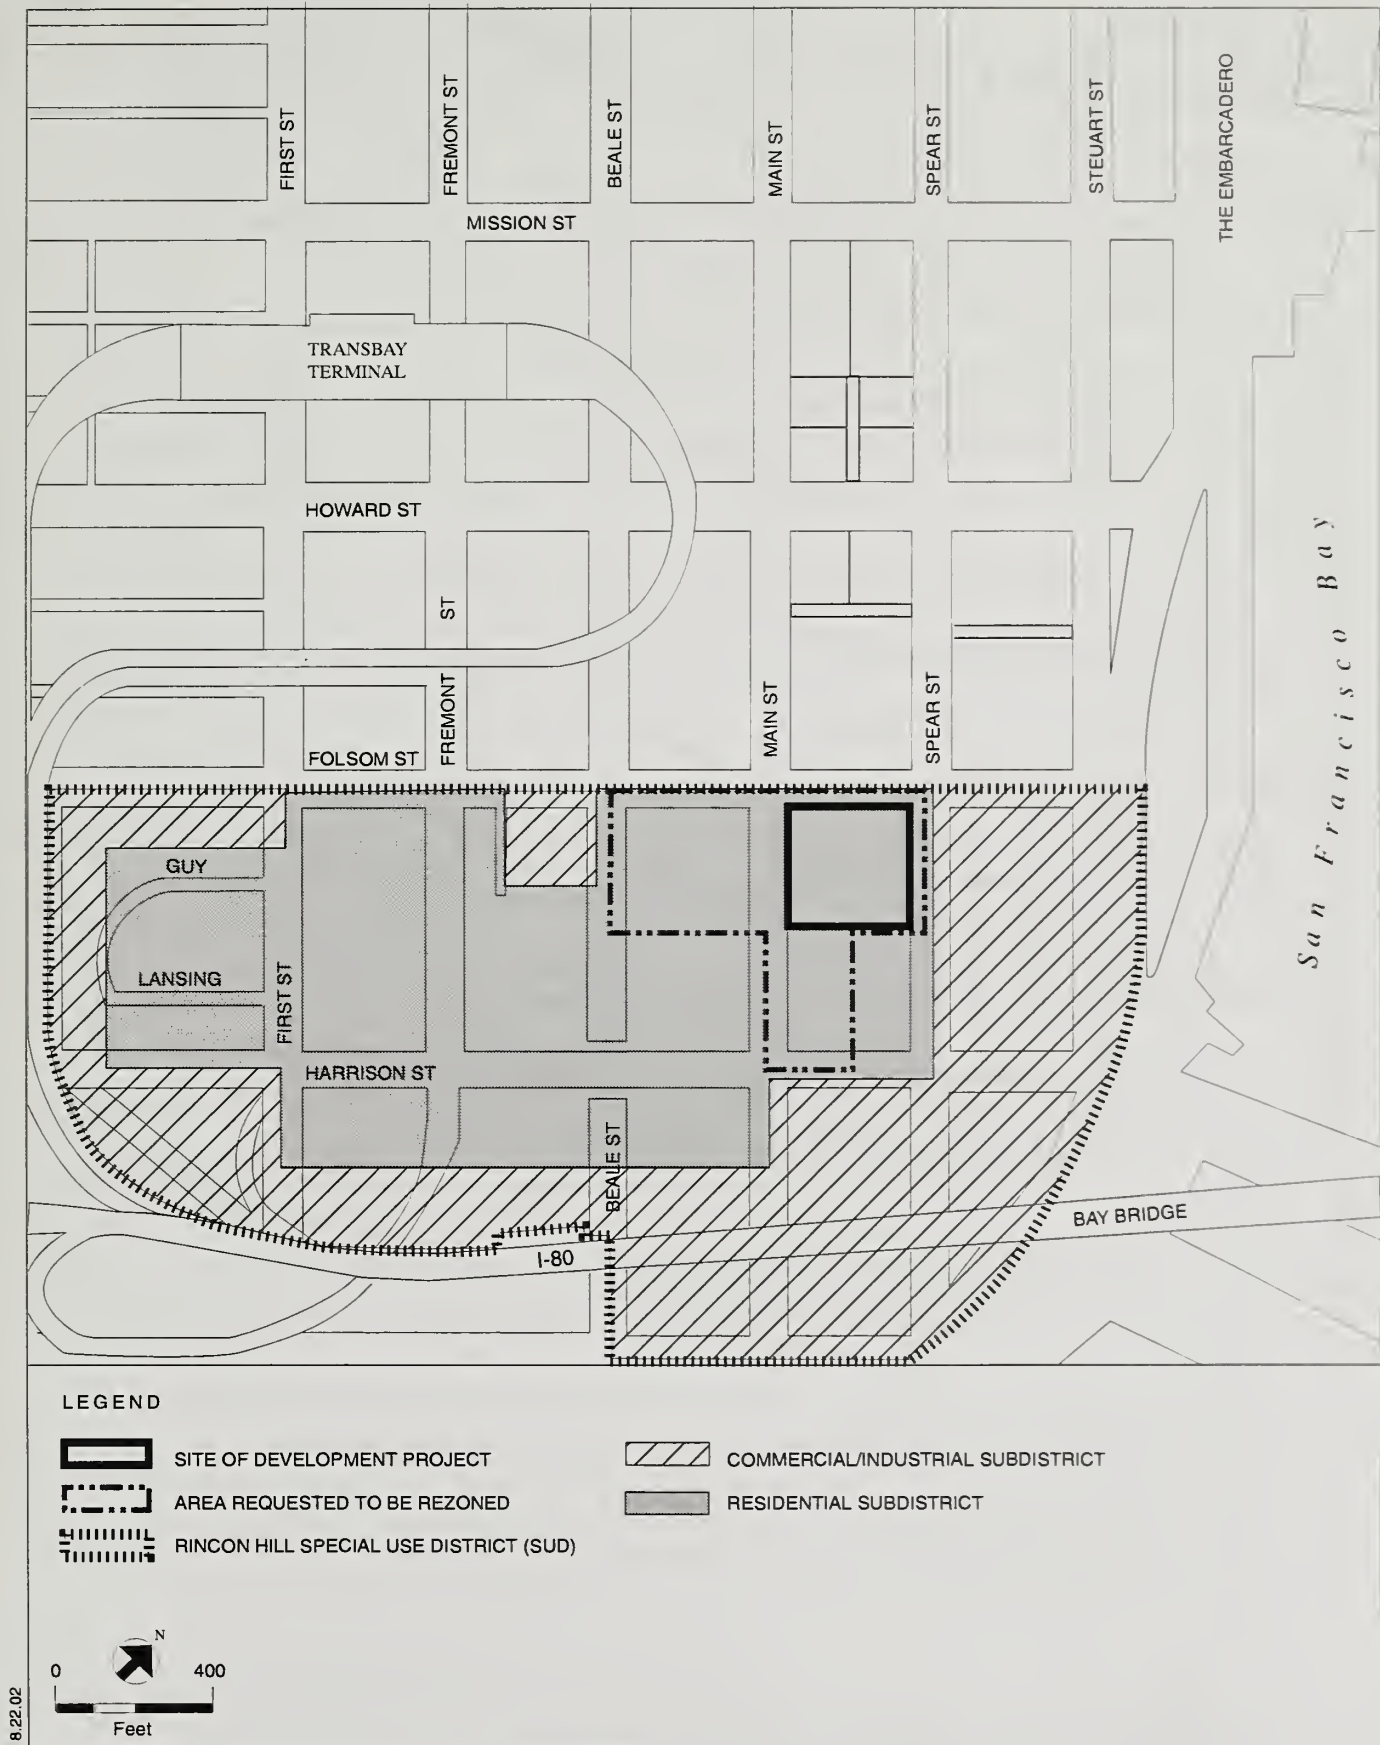 FIRST ST
FREMONT ST
BEALE ST
MAIN ST
SPEAR ST
STEUART ST
THE EMBARCADERO
MISSION ST
TRANSBAY
TERMINAL
HOWARD ST
San Francisco Bay
FREMONT ST
MAIN ST
SPEAR ST
FOLSOM ST
GUY
LANSING
FIRST ST
HARRISON ST
BEALE ST
BAY BRIDGE
I-80
LEGEND
SITE OF DEVELOPMENT PROJECT
COMMERCIAL/INDUSTRIAL SUBDISTRICT
AREA REQUESTED TO BE REZONED
RESIDENTIAL SUBDISTRICT
RINCON HILL SPECIAL USE DISTRICT (SUD)
N
0 400
Feet
8.22.02